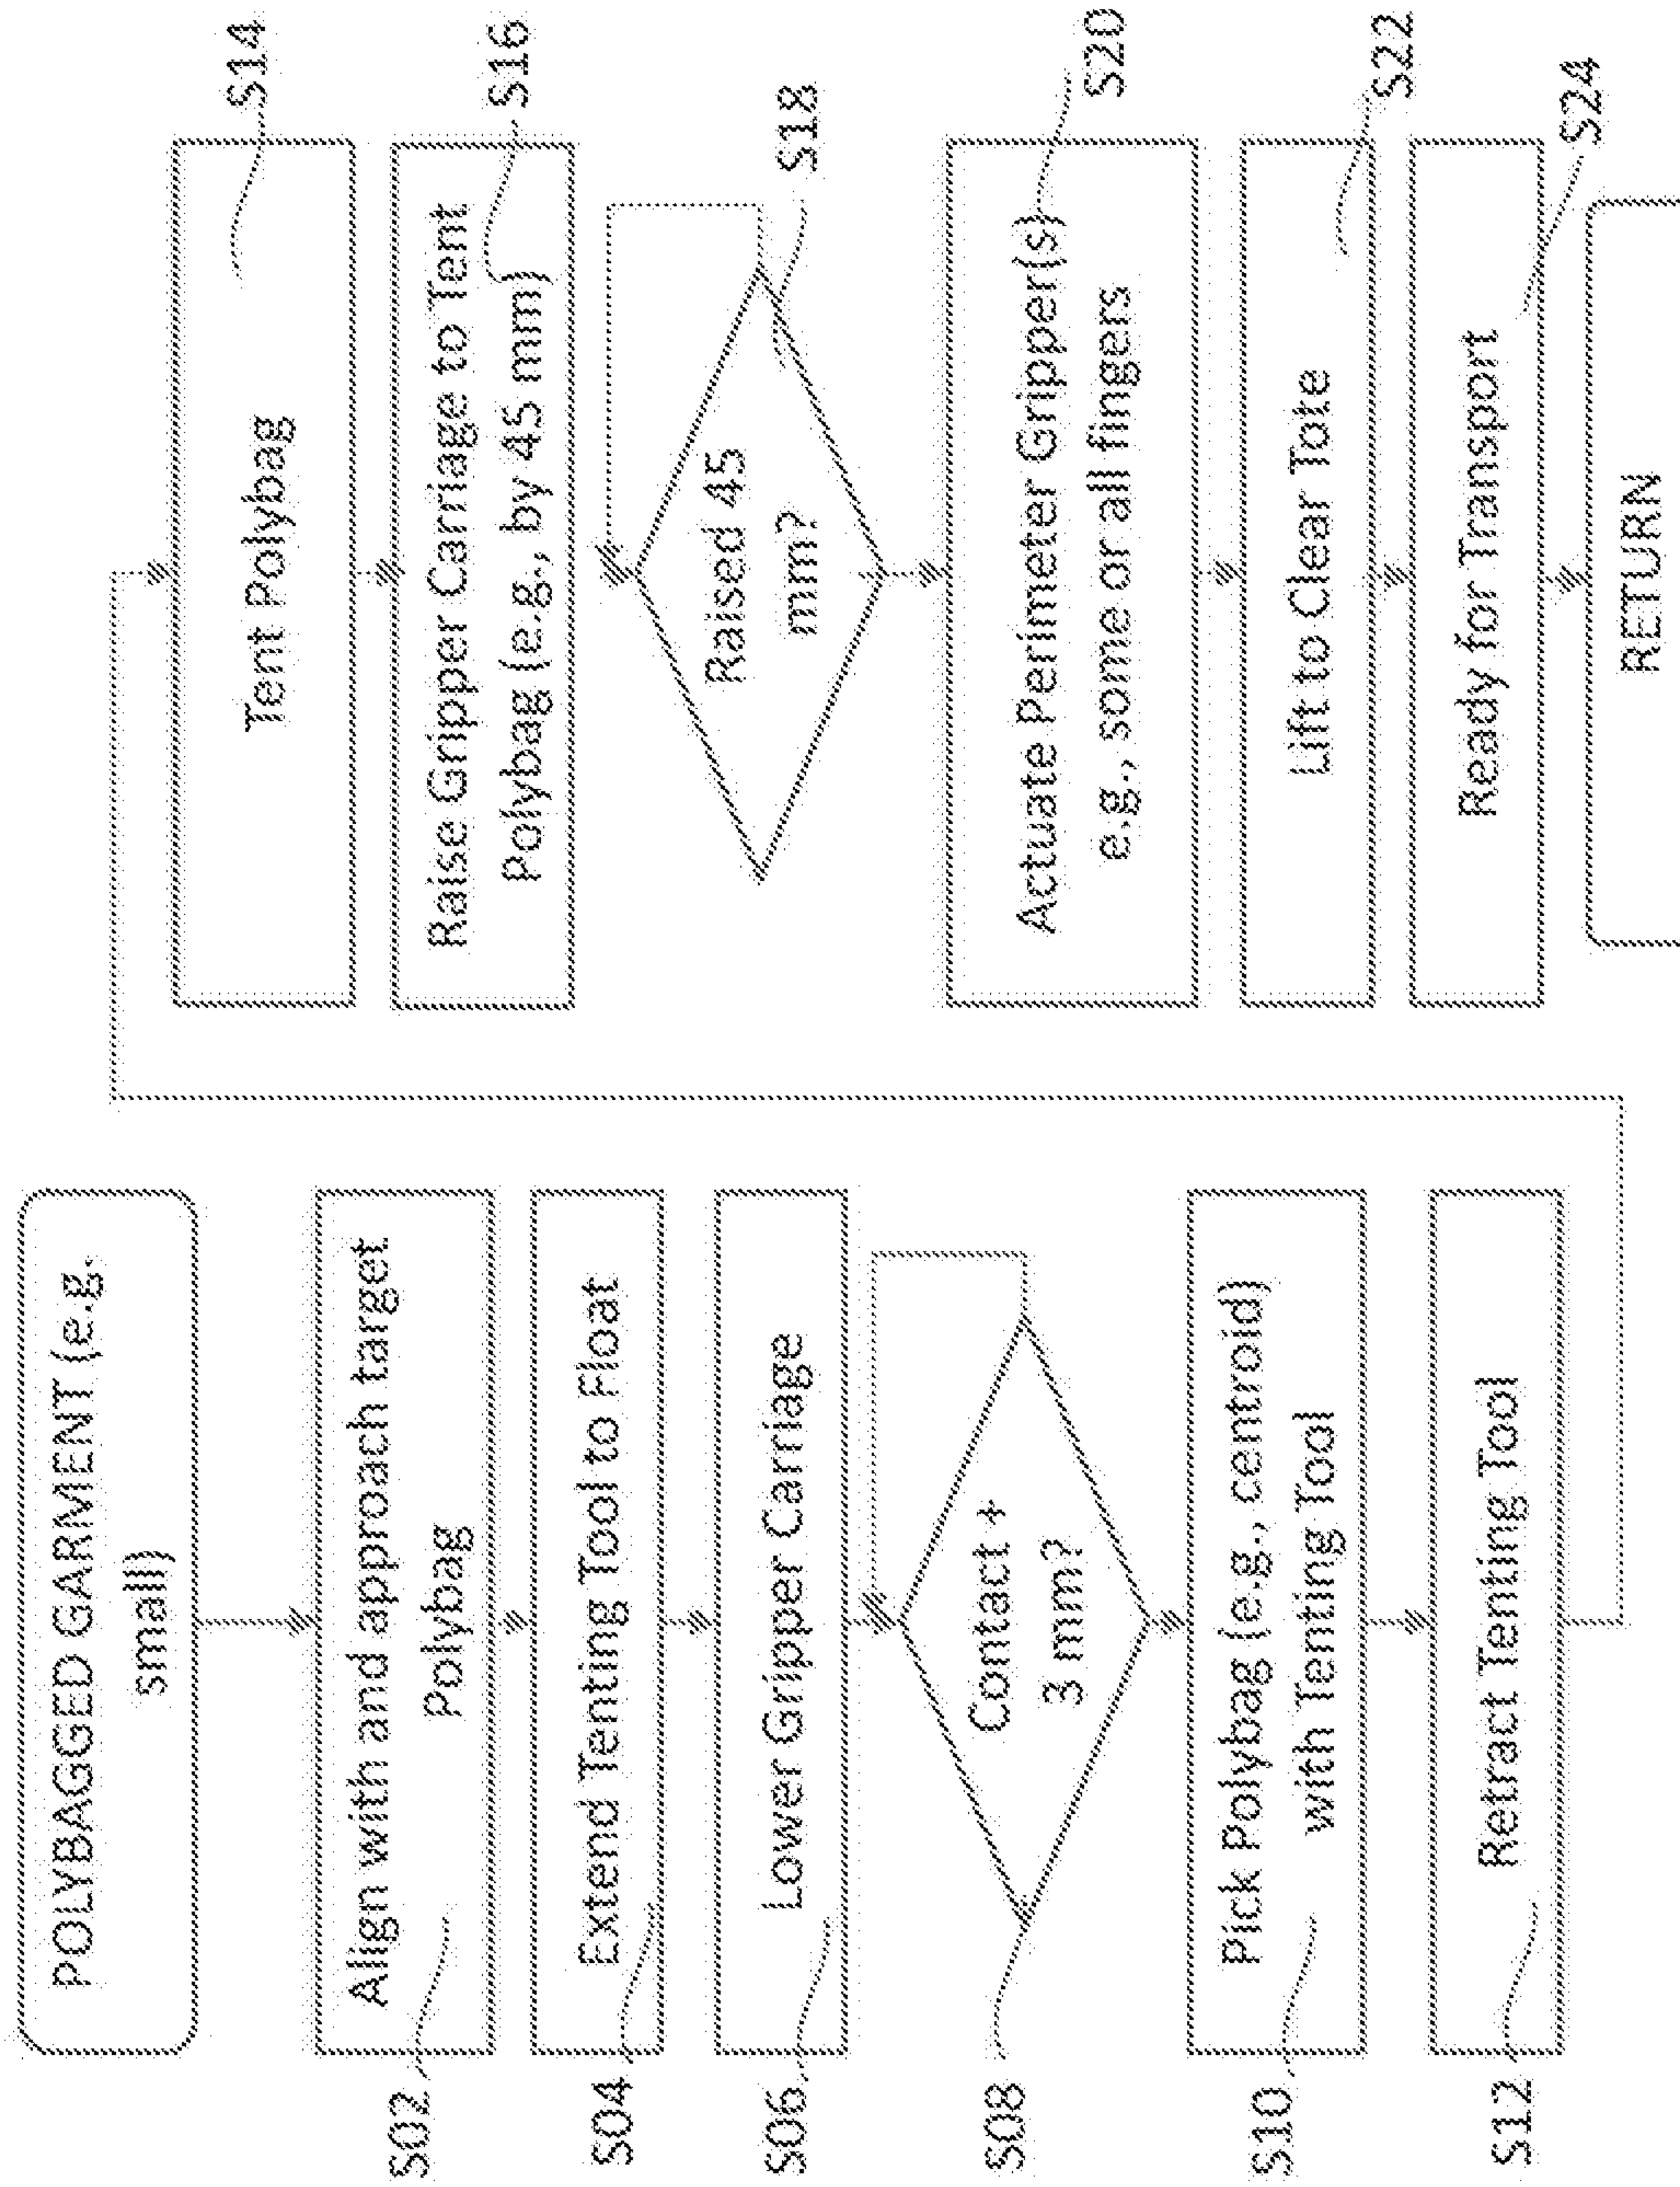 POLYBAGGED GARMENT (e.g.
small)
S02
Align with and approach target
Polybag
S04
Extend Tenting Tool to Float
S06
Lower Gripper Carriage
S08
Contact +
3 mm?
S10
Pick Polybag (e.g., centroid)
with Tenting Tool
S12
Retract Tenting Tool
S14
Tent Polybag
S16
Raise Gripper Carriage to Tent
Polybag (e.g., by 45 mm)
S18
Raised 45
mm?
S20
Actuate Perimeter Gripper(s)
e.g., some or all fingers
S22
Lift to Clear Tote
S24
Ready for Transport
RETURN